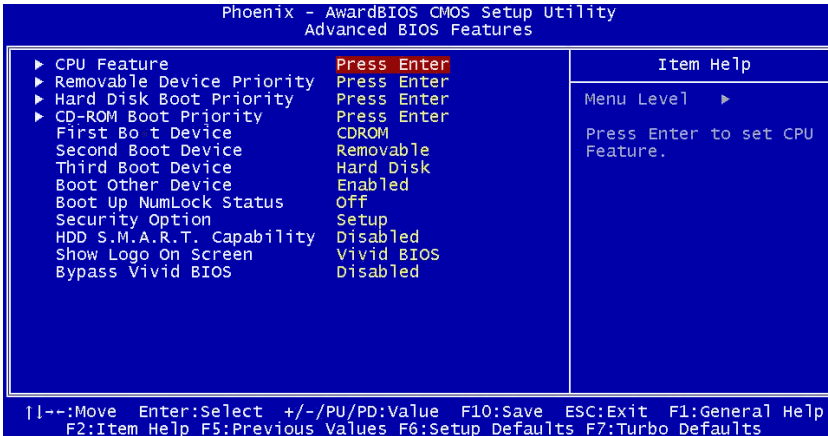 Phoenix - AwardBIOS CMOS Setup Utility
Advanced BIOS Features
▶ CPU Feature Press Enter
▶ Removable Device Priority Press Enter
▶ Hard Disk Boot Priority Press Enter
▶ CD-ROM Boot Priority Press Enter
First Bo t Device CDROM
Second Boot Device Removable
Third Boot Device Hard Disk
Boot Other Device Enabled
Boot Up NumLock Status Off
Security Option Setup
HDD S.M.A.R.T. Capability Disabled
Show Logo On Screen Vivid BIOS
Bypass Vivid BIOS Disabled
Item Help
Menu Level ▶
Press Enter to set CPU
Feature.
↑↓→←:Move Enter:Select +/-/PU/PD:Value F10:Save ESC:Exit F1:General Help
F2:Item Help F5:Previous Values F6:Setup Defaults F7:Turbo Defaults